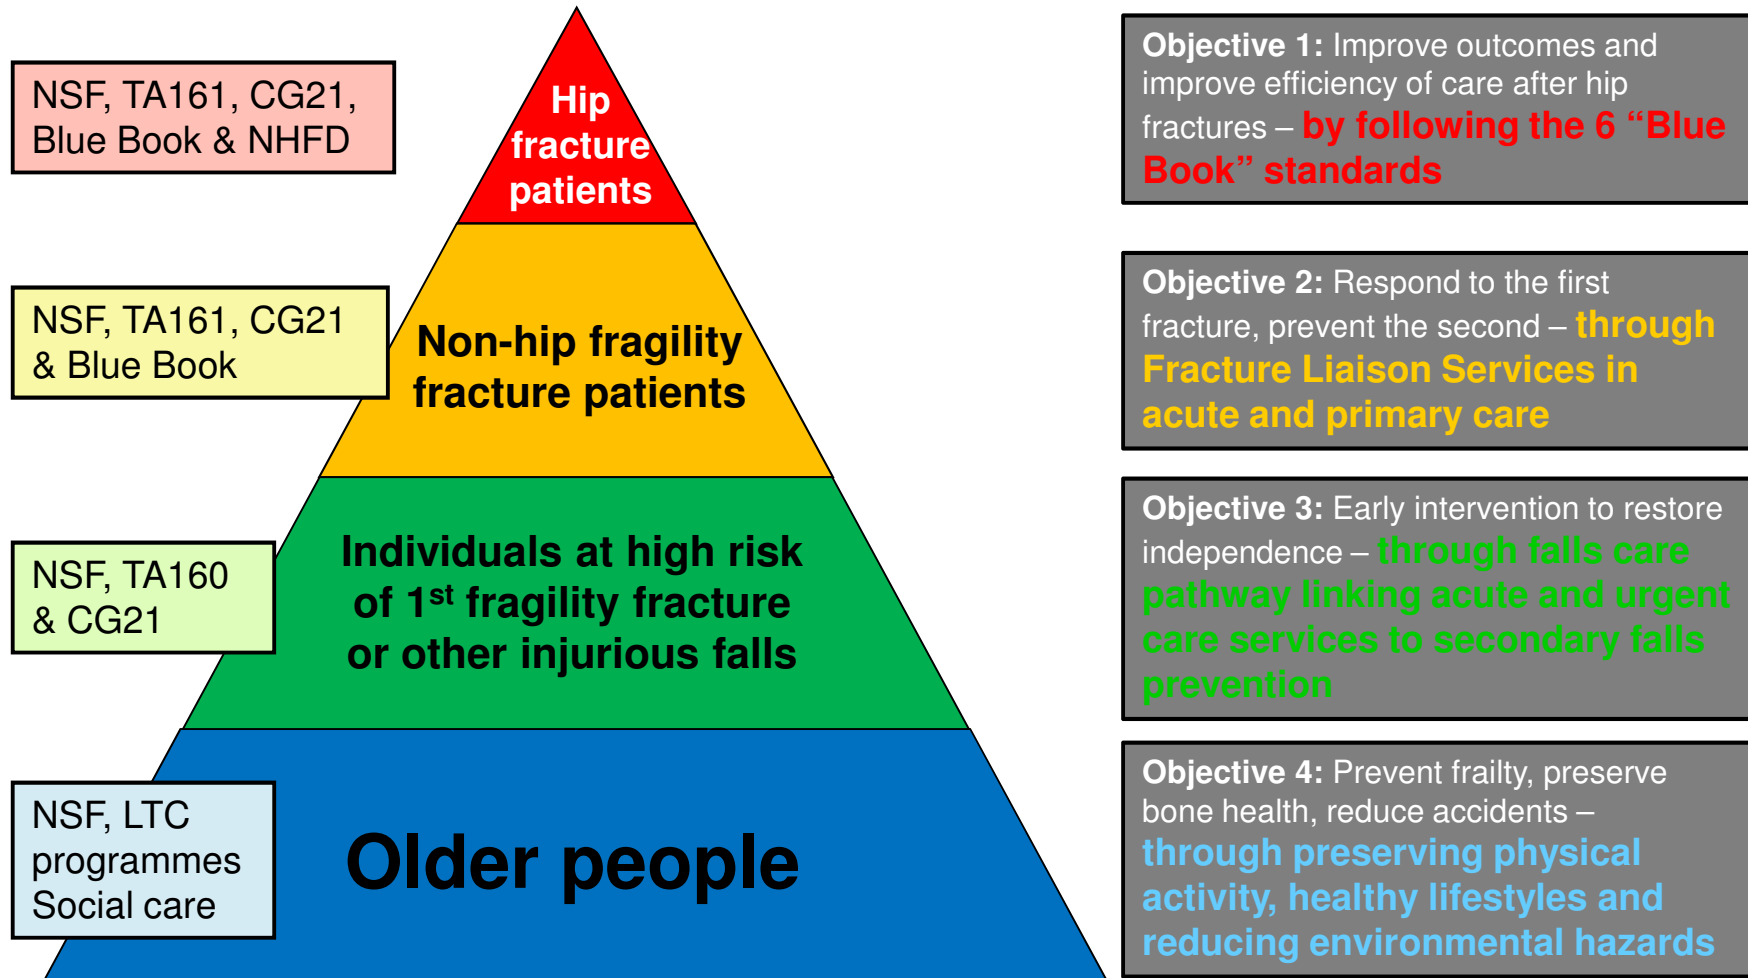 NSF, TA161, CG21,
Blue Book & NHFD
Hip
fracture
patients
Objective 1: Improve outcomes and
improve efficiency of care after hip
fractures – by following the 6 “Blue
Book” standards
NSF, TA161, CG21
& Blue Book
Non-hip fragility
fracture patients
Objective 2: Respond to the first
fracture, prevent the second – through
Fracture Liaison Services in
acute and primary care
NSF, TA160
& CG21
Individuals at high risk
of 1st fragility fracture
or other injurious falls
Objective 3: Early intervention to restore
independence – through falls care
pathway linking acute and urgent
care services to secondary falls
prevention
NSF, LTC
programmes
Social care
Older people
Objective 4: Prevent frailty, preserve
bone health, reduce accidents –
through preserving physical
activity, healthy lifestyles and
reducing environmental hazards